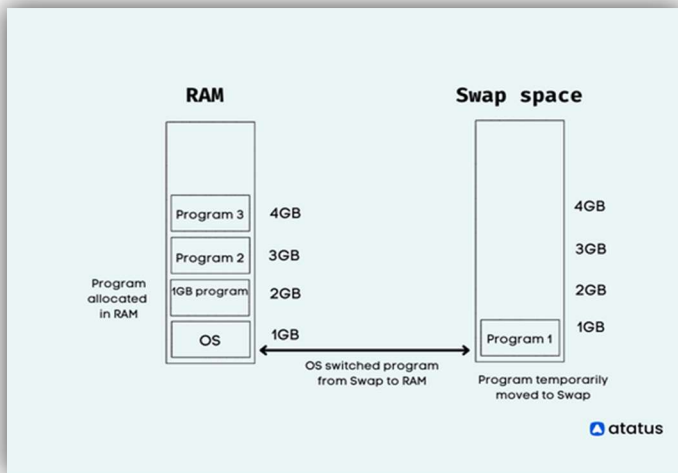 RAM
Swap space
Program 3
4GB
Program 2
3GB
1GB program
2GB
OS
1GB
Program
allocated
in RAM
4GB
3GB
2GB
1GB
Program 1
OS switched program
from Swap to RAM
Program temporarily
moved to Swap
atatus